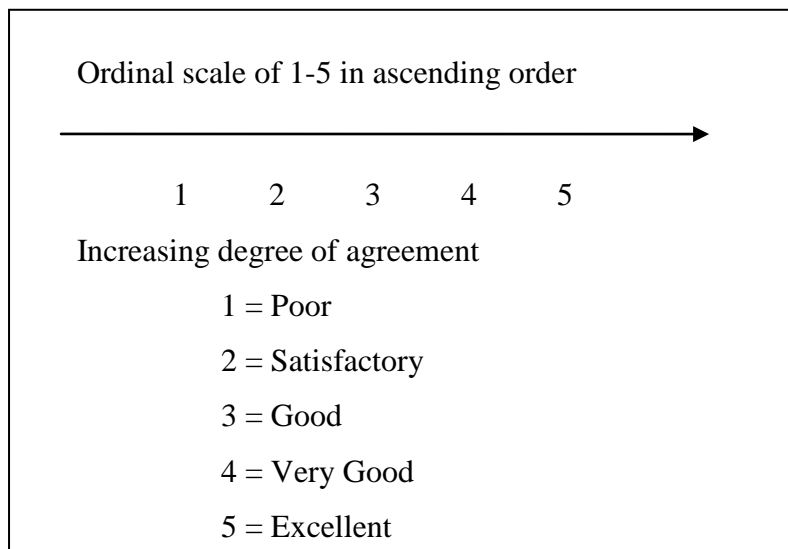 Ordinal scale of 1-5 in ascending order
1 2 3 4 5
Increasing degree of agreement
1 = Poor
2 = Satisfactory
3 = Good
4 = Very Good
5 = Excellent